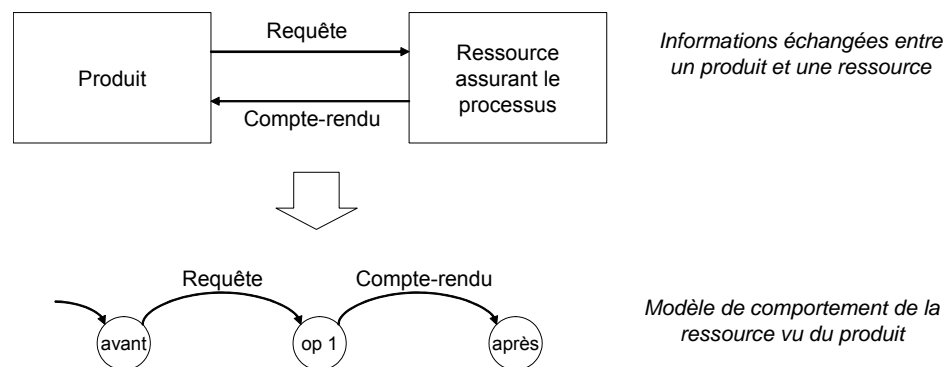 Requête
Produit
Ressource
assurant le
processus
Compte-rendu
Informations échangées entre
un produit et une ressource
Requête
Compte-rendu
avant
op 1
après
Modèle de comportement de la
ressource vu du produit